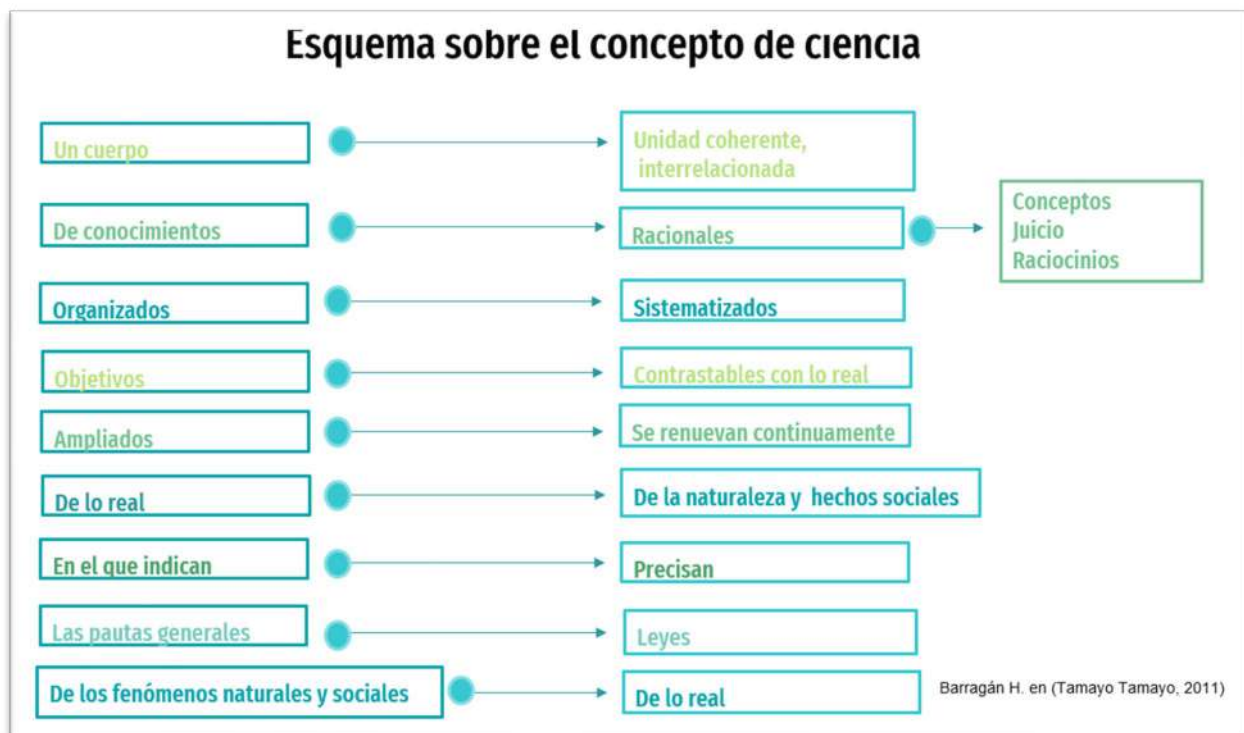 Esquema sobre el concepto de ciencia
Un cuerpo
Unidad coherente,
interrelacionada
De conocimientos
Racionales
Conceptos
Juicio
Raciocinios
Organizados
Sistematizados
Objetivos
Contrastables con lo real
Ampliados
Se renuevan continuamente
De lo real
De la naturaleza y hechos sociales
En el que indican
Precisan
Las pautas generales
Leyes
De los fenómenos naturales y sociales
De lo real
Barragán H. en (Tamayo Tamayo, 2011)